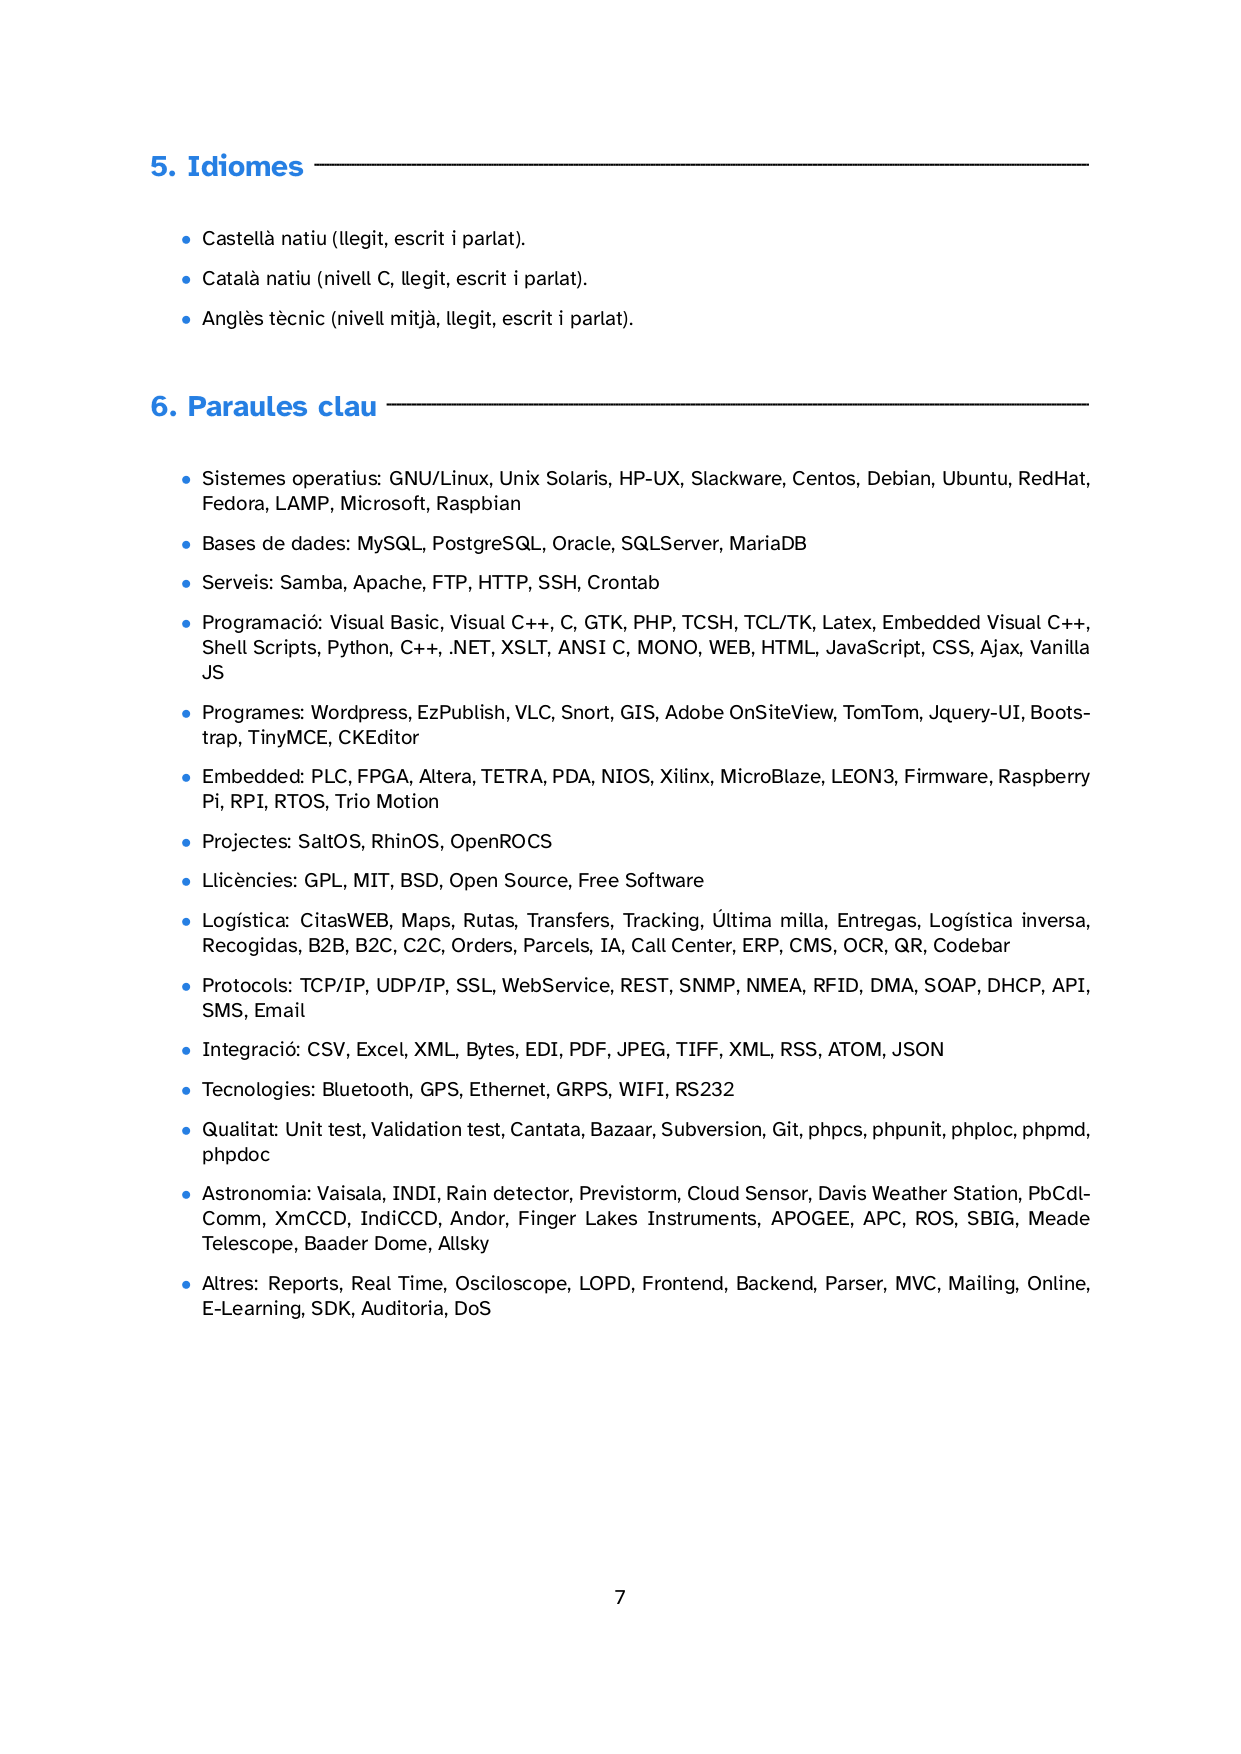 5. Idiomes
• Castellà natiu (llegit, escrit i parlat).
• Català natiu (nivell C, llegit, escrit i parlat).
• Anglès tècnic (nivell mitjà, llegit, escrit i parlat).
6. Paraules clau
• Sistemes operatius: GNU/Linux, Unix Solaris, HP-UX, Slackware, Centos, Debian, Ubuntu, RedHat,
Fedora, LAMP, Microsoft, Raspbian
• Bases de dades: MySQL, PostgreSQL, Oracle, SQLServer, MariaDB
• Serveis: Samba, Apache, FTP, HTTP, SSH, Crontab
• Programació: Visual Basic, Visual C++, C, GTK, PHP, TCSH, TCL/TK, Latex, Embedded Visual C++,
Shell Scripts, Python, C++, .NET, XSLT, ANSI C, MONO, WEB, HTML, JavaScript, CSS, Ajax, Vanilla
JS
• Programes: Wordpress, EzPublish, VLC, Snort, GIS, Adobe OnSiteView, TomTom, Jquery-UI, Boots-
trap, TinyMCE, CKEditor
• Embedded: PLC, FPGA, Altera, TETRA, PDA, NIOS, Xilinx, MicroBlaze, LEON3, Firmware, Raspberry
Pi, RPI, RTOS, Trio Motion
• Projectes: SaltOS, RhinOS, OpenROCS
• Llicències: GPL, MIT, BSD, Open Source, Free Software
• Logística: CitasWEB, Maps, Rutas, Transfers, Tracking, Última milla, Entregas, Logística inversa,
Recogidas, B2B, B2C, C2C, Orders, Parcels, IA, Call Center, ERP, CMS, OCR, QR, Codebar
• Protocols: TCP/IP, UDP/IP, SSL, WebService, REST, SNMP, NMEA, RFID, DMA, SOAP, DHCP, API,
SMS, Email
• Integració: CSV, Excel, XML, Bytes, EDI, PDF, JPEG, TIFF, XML, RSS, ATOM, JSON
• Tecnologies: Bluetooth, GPS, Ethernet, GRPS, WIFI, RS232
• Qualitat: Unit test, Validation test, Cantata, Bazaar, Subversion, Git, phpcs, phpunit, phploc, phpmd,
phpdoc
• Astronomia: Vaisala, INDI, Rain detector, Previstorm, Cloud Sensor, Davis Weather Station, PbCdl-
Comm, XmCCD, IndiCCD, Andor, Finger Lakes Instruments, APOGEE, APC, ROS, SBIG, Meade
Telescope, Baader Dome, Allsky
• Altres: Reports, Real Time, Osciloscope, LOPD, Frontend, Backend, Parser, MVC, Mailing, Online,
E-Learning, SDK, Auditoria, DoS
7